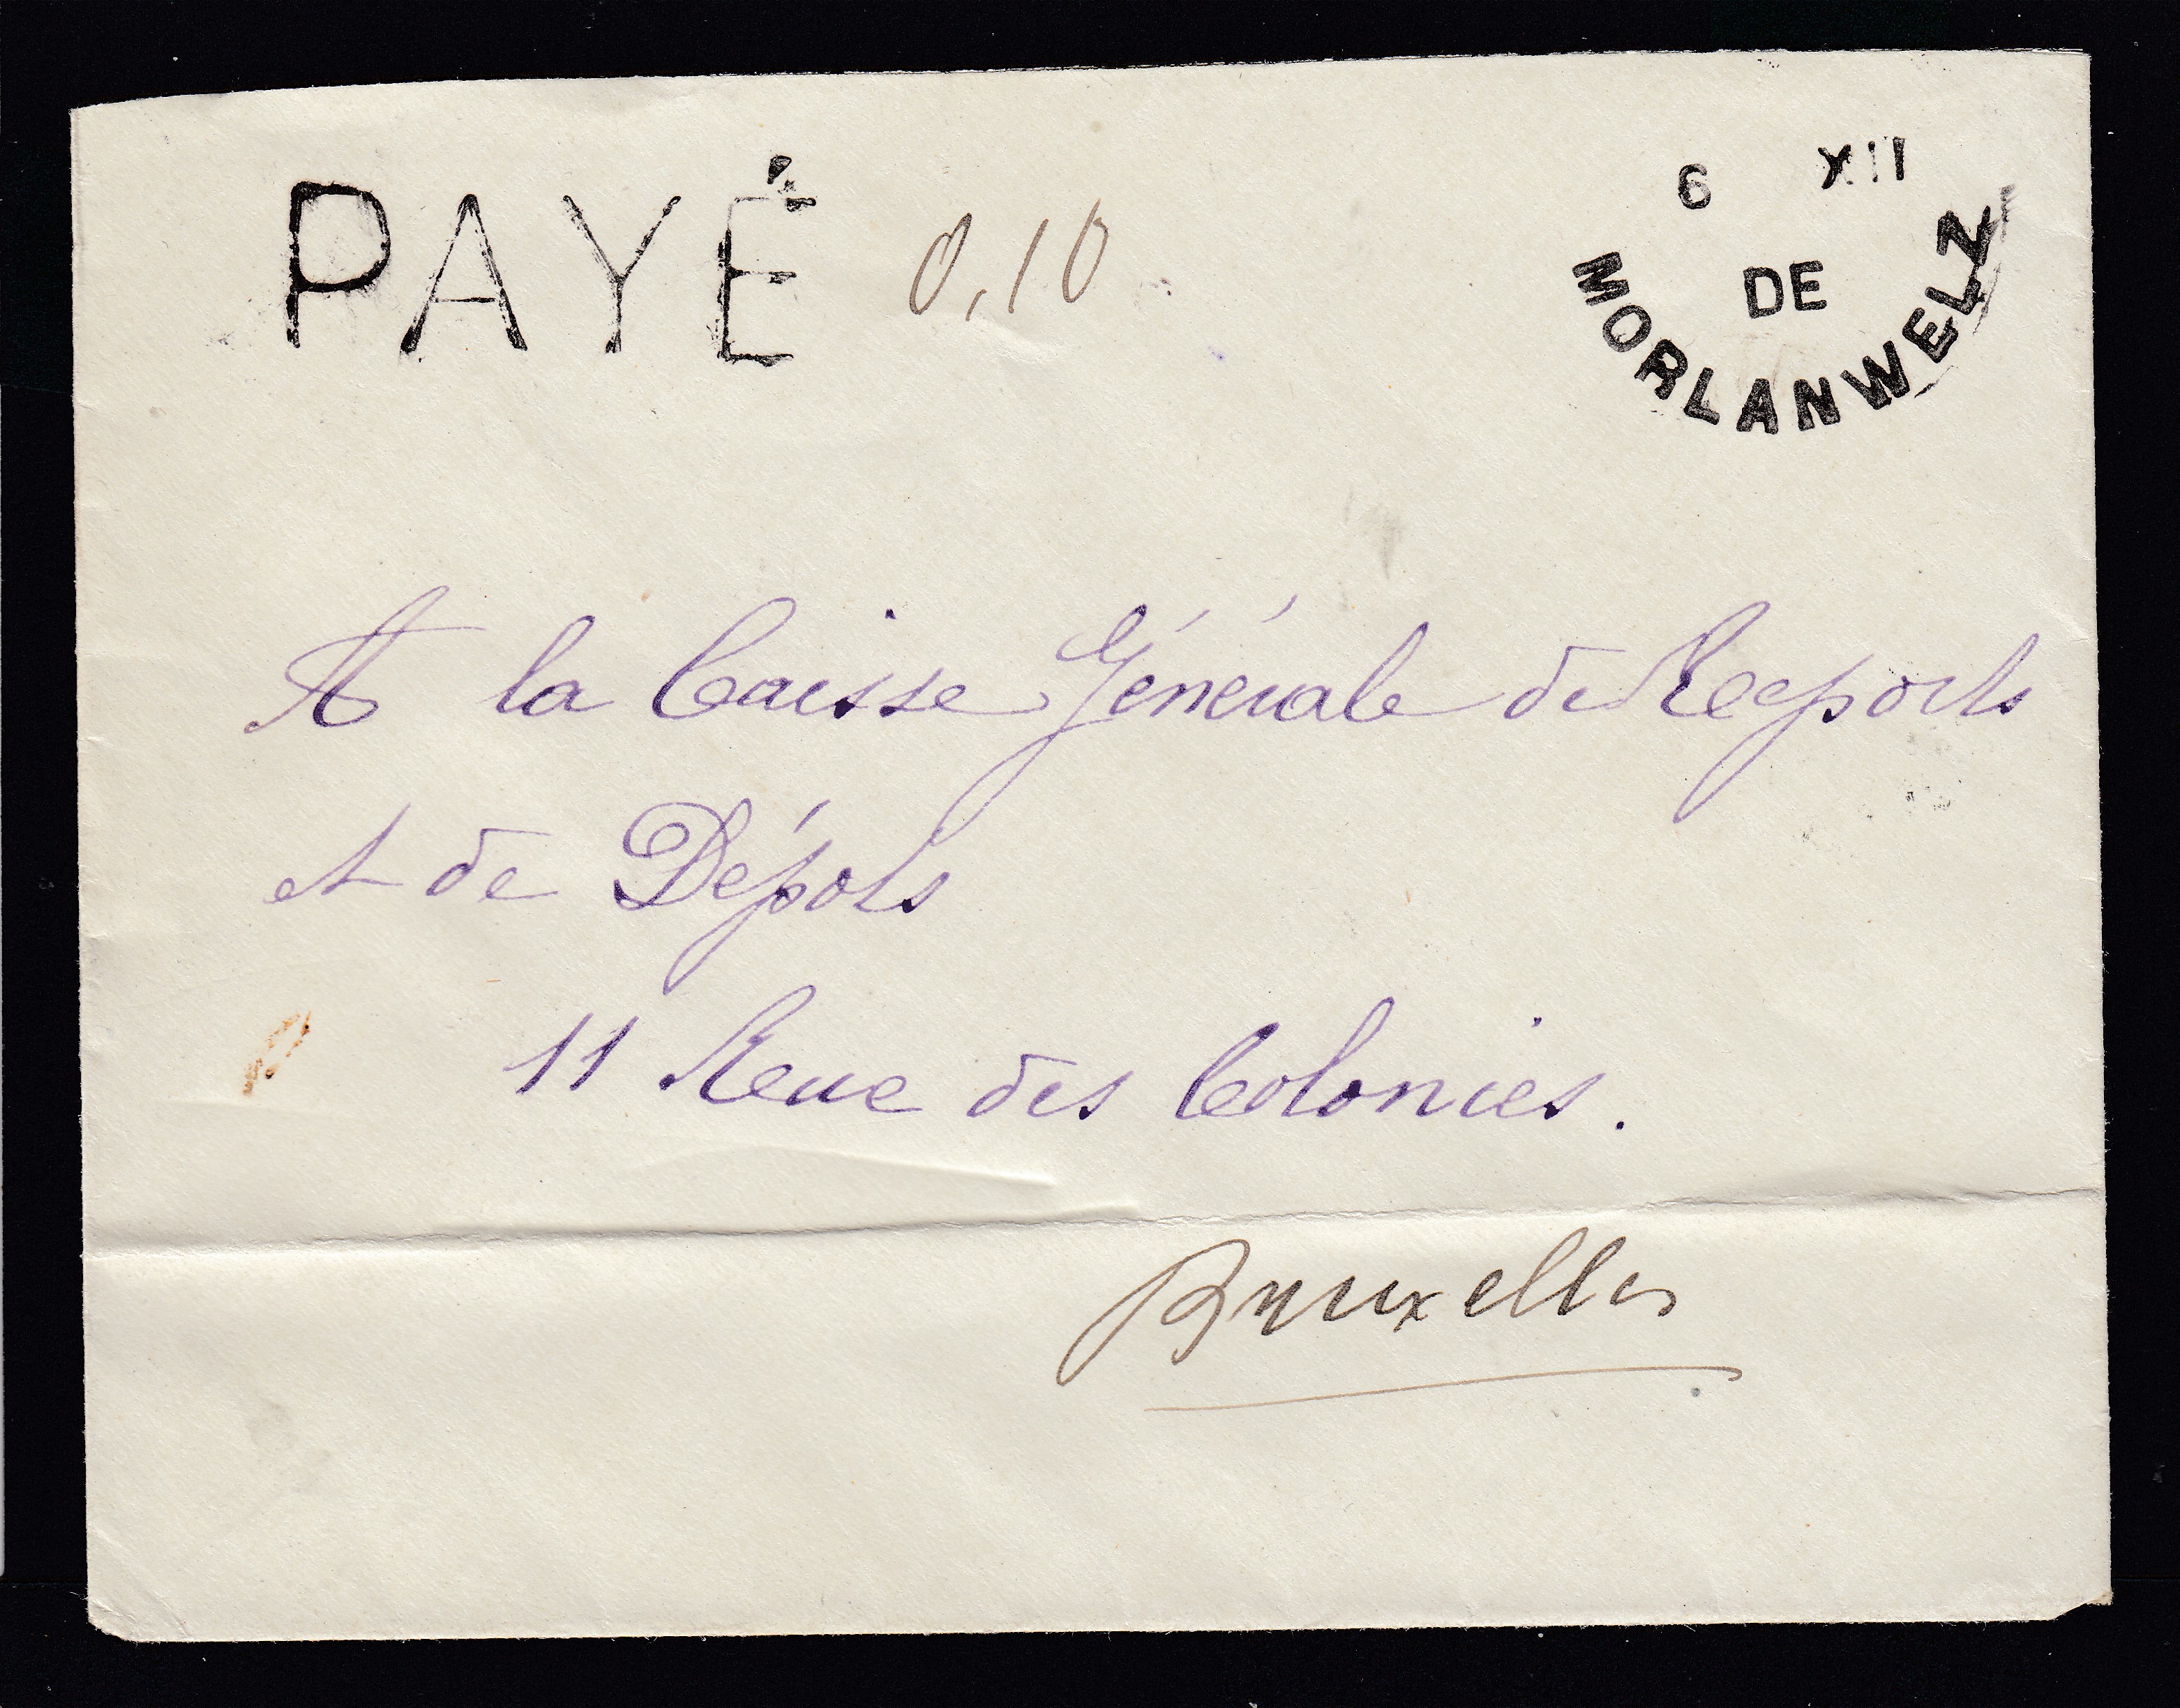 PAYÉ 0,10
6 XII
DE
MORLANWELZ
A la Caisse Générale de Reports
et de Dépots
11 Rue des Colonies.
Bruxelles